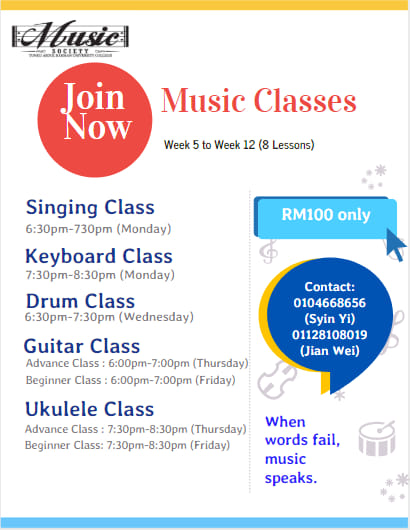 Music
SOCIETY
TUNKU ABDUL RAHMAN UNIVERSITY COLLEGE
Join
Now
Music Classes
Week 5 to Week 12 (8 Lessons)
Singing Class
6:30pm-730pm (Monday)
Keyboard Class
7:30pm-8:30pm (Monday)
Drum Class
6:30pm-7:30pm (Wednesday)
Guitar Class
Advance Class : 6:00pm-7:00pm (Thursday)
Beginner Class : 6:00pm-7:00pm (Friday)
Ukulele Class
Advance Class : 7:30pm-8:30pm (Thursday)
Beginner Class: 7:30pm-8:30pm (Friday)
RM100 only
Contact:
0104668656
(Syin Yi)
01128108019
(Jian Wei)
When
words fail,
music
speaks.